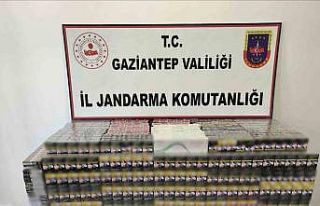 T.C.
GAZİANTEP VALİLİĞİ
İL JANDARMA KOMUTANLIĞI